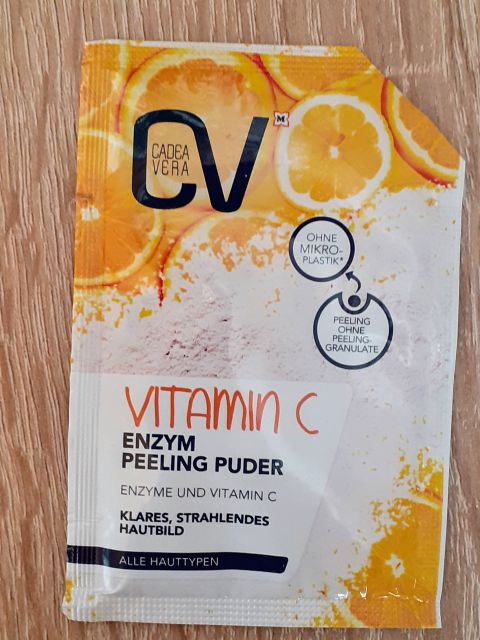 CV
CADEA
VERA
M
OHNE
MIKRO-
PLASTIK*
PEELING
OHNE
PEELING-
GRANULATE
VITAMIN C
ENZYM
PEELING PUDER
ENZYME UND VITAMIN C
KLARES, STRAHLENDES
HAUTBILD
ALLE HAUTTYPEN